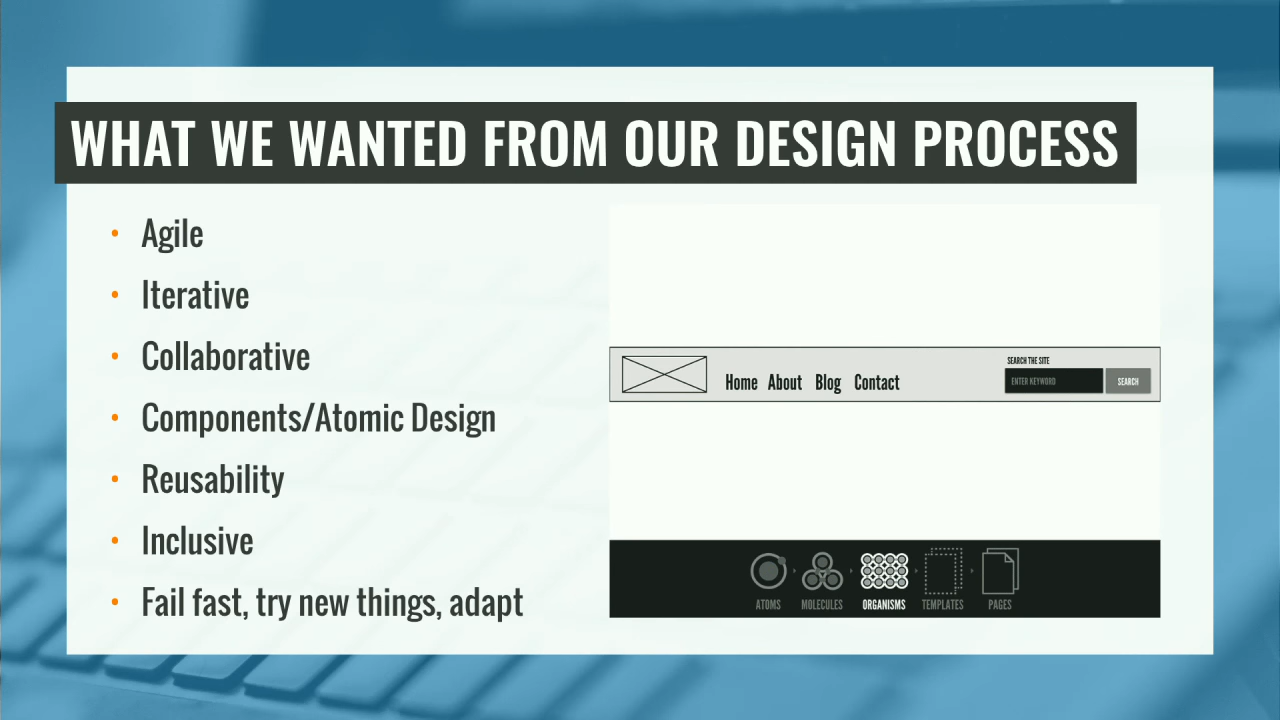 WHAT WE WANTED FROM OUR DESIGN PROCESS
• Agile
• Iterative
• Collaborative
• Components/Atomic Design
• Reusability
• Inclusive
• Fail fast, try new things, adapt
SEARCH THE SITE
Home About Blog Contact
ENTER KEYWORD SEARCH
ATOMS MOLECULES ORGANISMS TEMPLATES PAGES